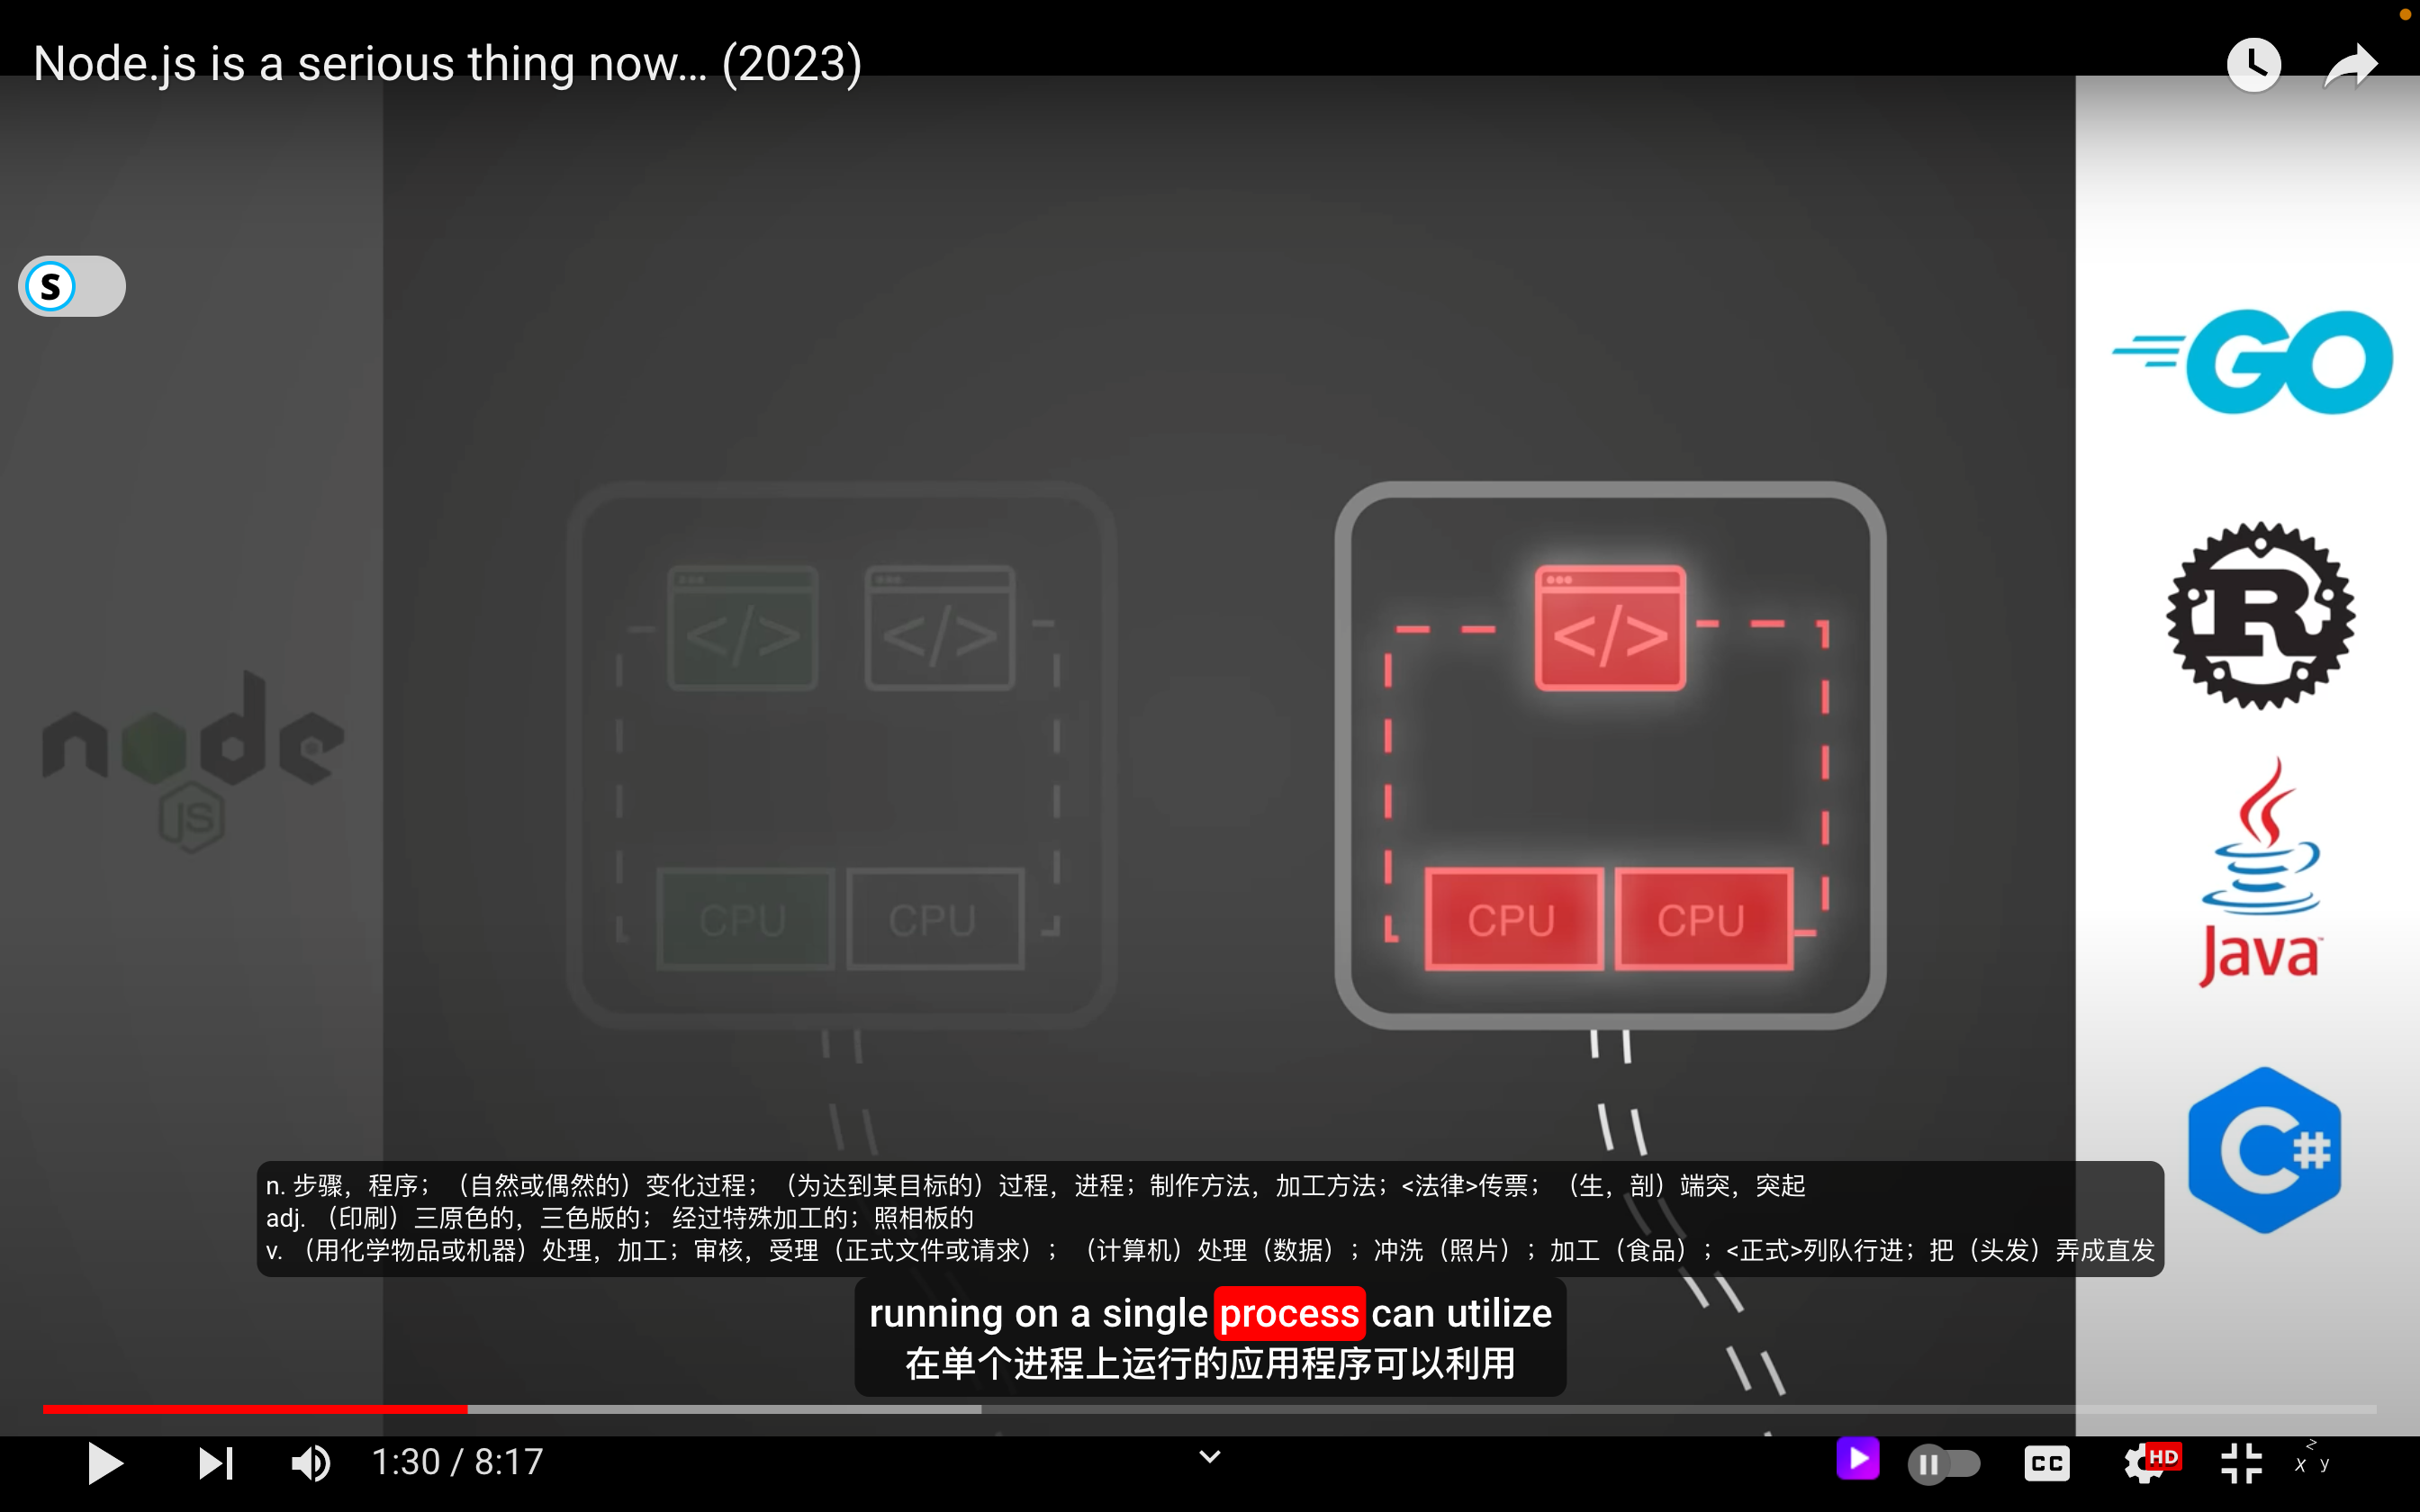 Node.js is a serious thing now... (2023)
S
GO
R
node
JS
</>
</>
</>
CPU
CPU
CPU
CPU
Java
C#
n. 步骤，程序；（自然或偶然的）变化过程；（为达到某目标的）过程，进程；制作方法，加工方法；<法律>传票；（生，剖）端突，突起
adj. （印刷）三原色的，三色版的； 经过特殊加工的；照相板的
v. （用化学物品或机器）处理，加工；审核，受理（正式文件或请求）；（计算机）处理（数据）；冲洗（照片）；加工（食品）；<正式>列队行进；把（头发）弄成直发
running on a single process can utilize
在单个进程上运行的应用程序可以利用
1:30 / 8:17
CC
HD
z
x y